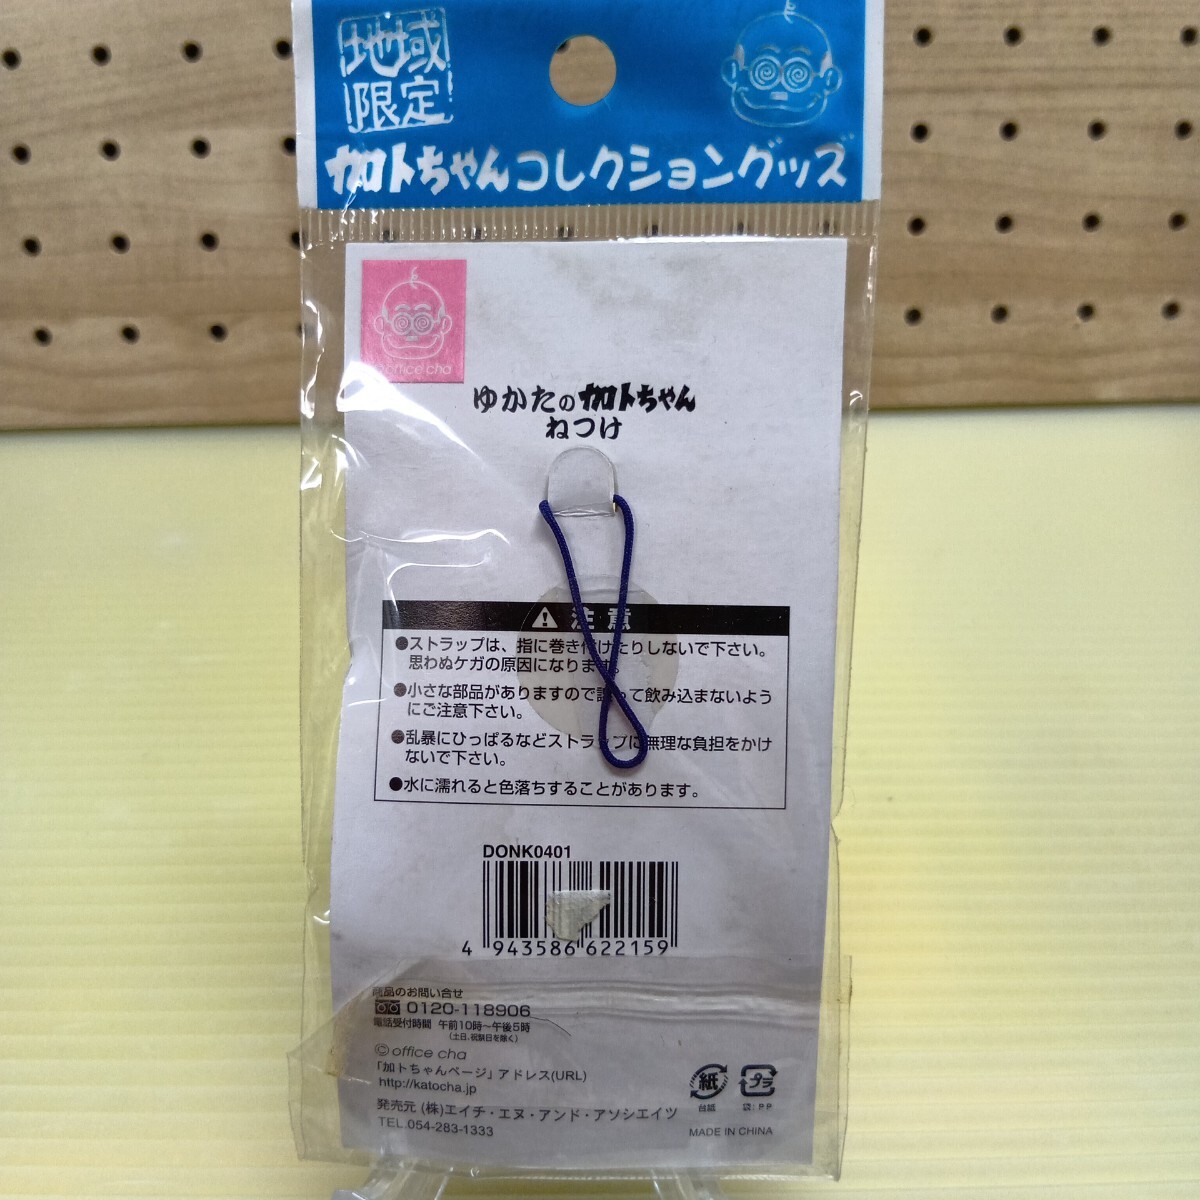 地域
限定
加トちゃんコレクショングッズ
office cha
ゆかたの加トちゃん
ねつけ
注意
●ストラップは、指に巻き付けたりしないで下さい。
思わぬケガの原因になります。
●小さな部品がありますので誤って飲み込まないよう
にご注意下さい。
●乱暴にひっぱるなどストラップに無理な負担をかけ
ないで下さい。
●水に濡れると色落ちすることがあります。
DONK0401
4 943586 622159
商品のお問い合せ
0120-118906
電話受付時間 午前10時〜午後5時
(土日、祝祭日を除く)
©office cha
「加トちゃんページ」アドレス(URL)
http://katocha.jp
発売元 (株)エイチ・エヌ・アンド・アソシエイツ
TEL.054-283-1333
紙
台紙
プラ
袋:PP
MADE IN CHINA